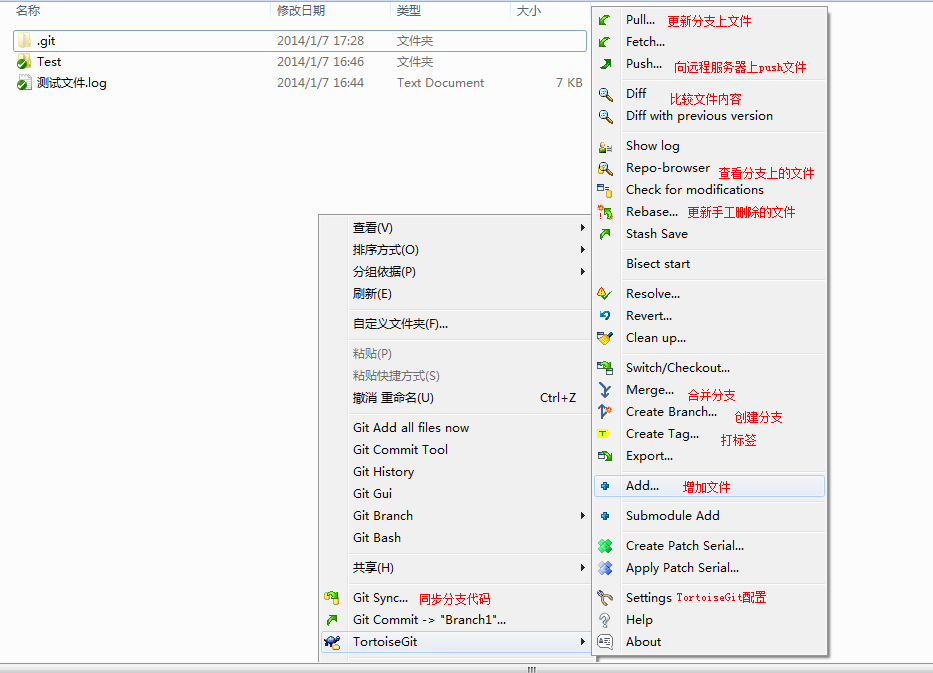 名称 修改日期 类型 大小
.git 2014/1/7 17:28 文件夹
Test 2014/1/7 16:46 文件夹
测试文件.log 2014/1/7 16:44 Text Document 7 KB
查看(V)
排序方式(O)
分组依据(P)
刷新(E)
自定义文件夹(F)...
粘贴(P)
粘贴快捷方式(S)
撤消 重命名(U) Ctrl+Z
Git Add all files now
Git Commit Tool
Git History
Git Gui
Git Branch
Git Bash
共享(H)
Git Sync... 同步分支代码
Git Commit -> "Branch1"...
TortoiseGit
Pull... 更新分支上文件
Fetch...
Push... 向远程服务器上push文件
Diff 比较文件内容
Diff with previous version
Show log
Repo-browser 查看分支上的文件
Check for modifications
Rebase... 更新手工删除的文件
Stash Save
Bisect start
Resolve...
Revert...
Clean up...
Switch/Checkout...
Merge... 合并分支
Create Branch... 创建分支
Create Tag... 打标签
Export...
Add... 增加文件
Submodule Add
Create Patch Serial...
Apply Patch Serial...
Settings TortoiseGit配置
Help
About